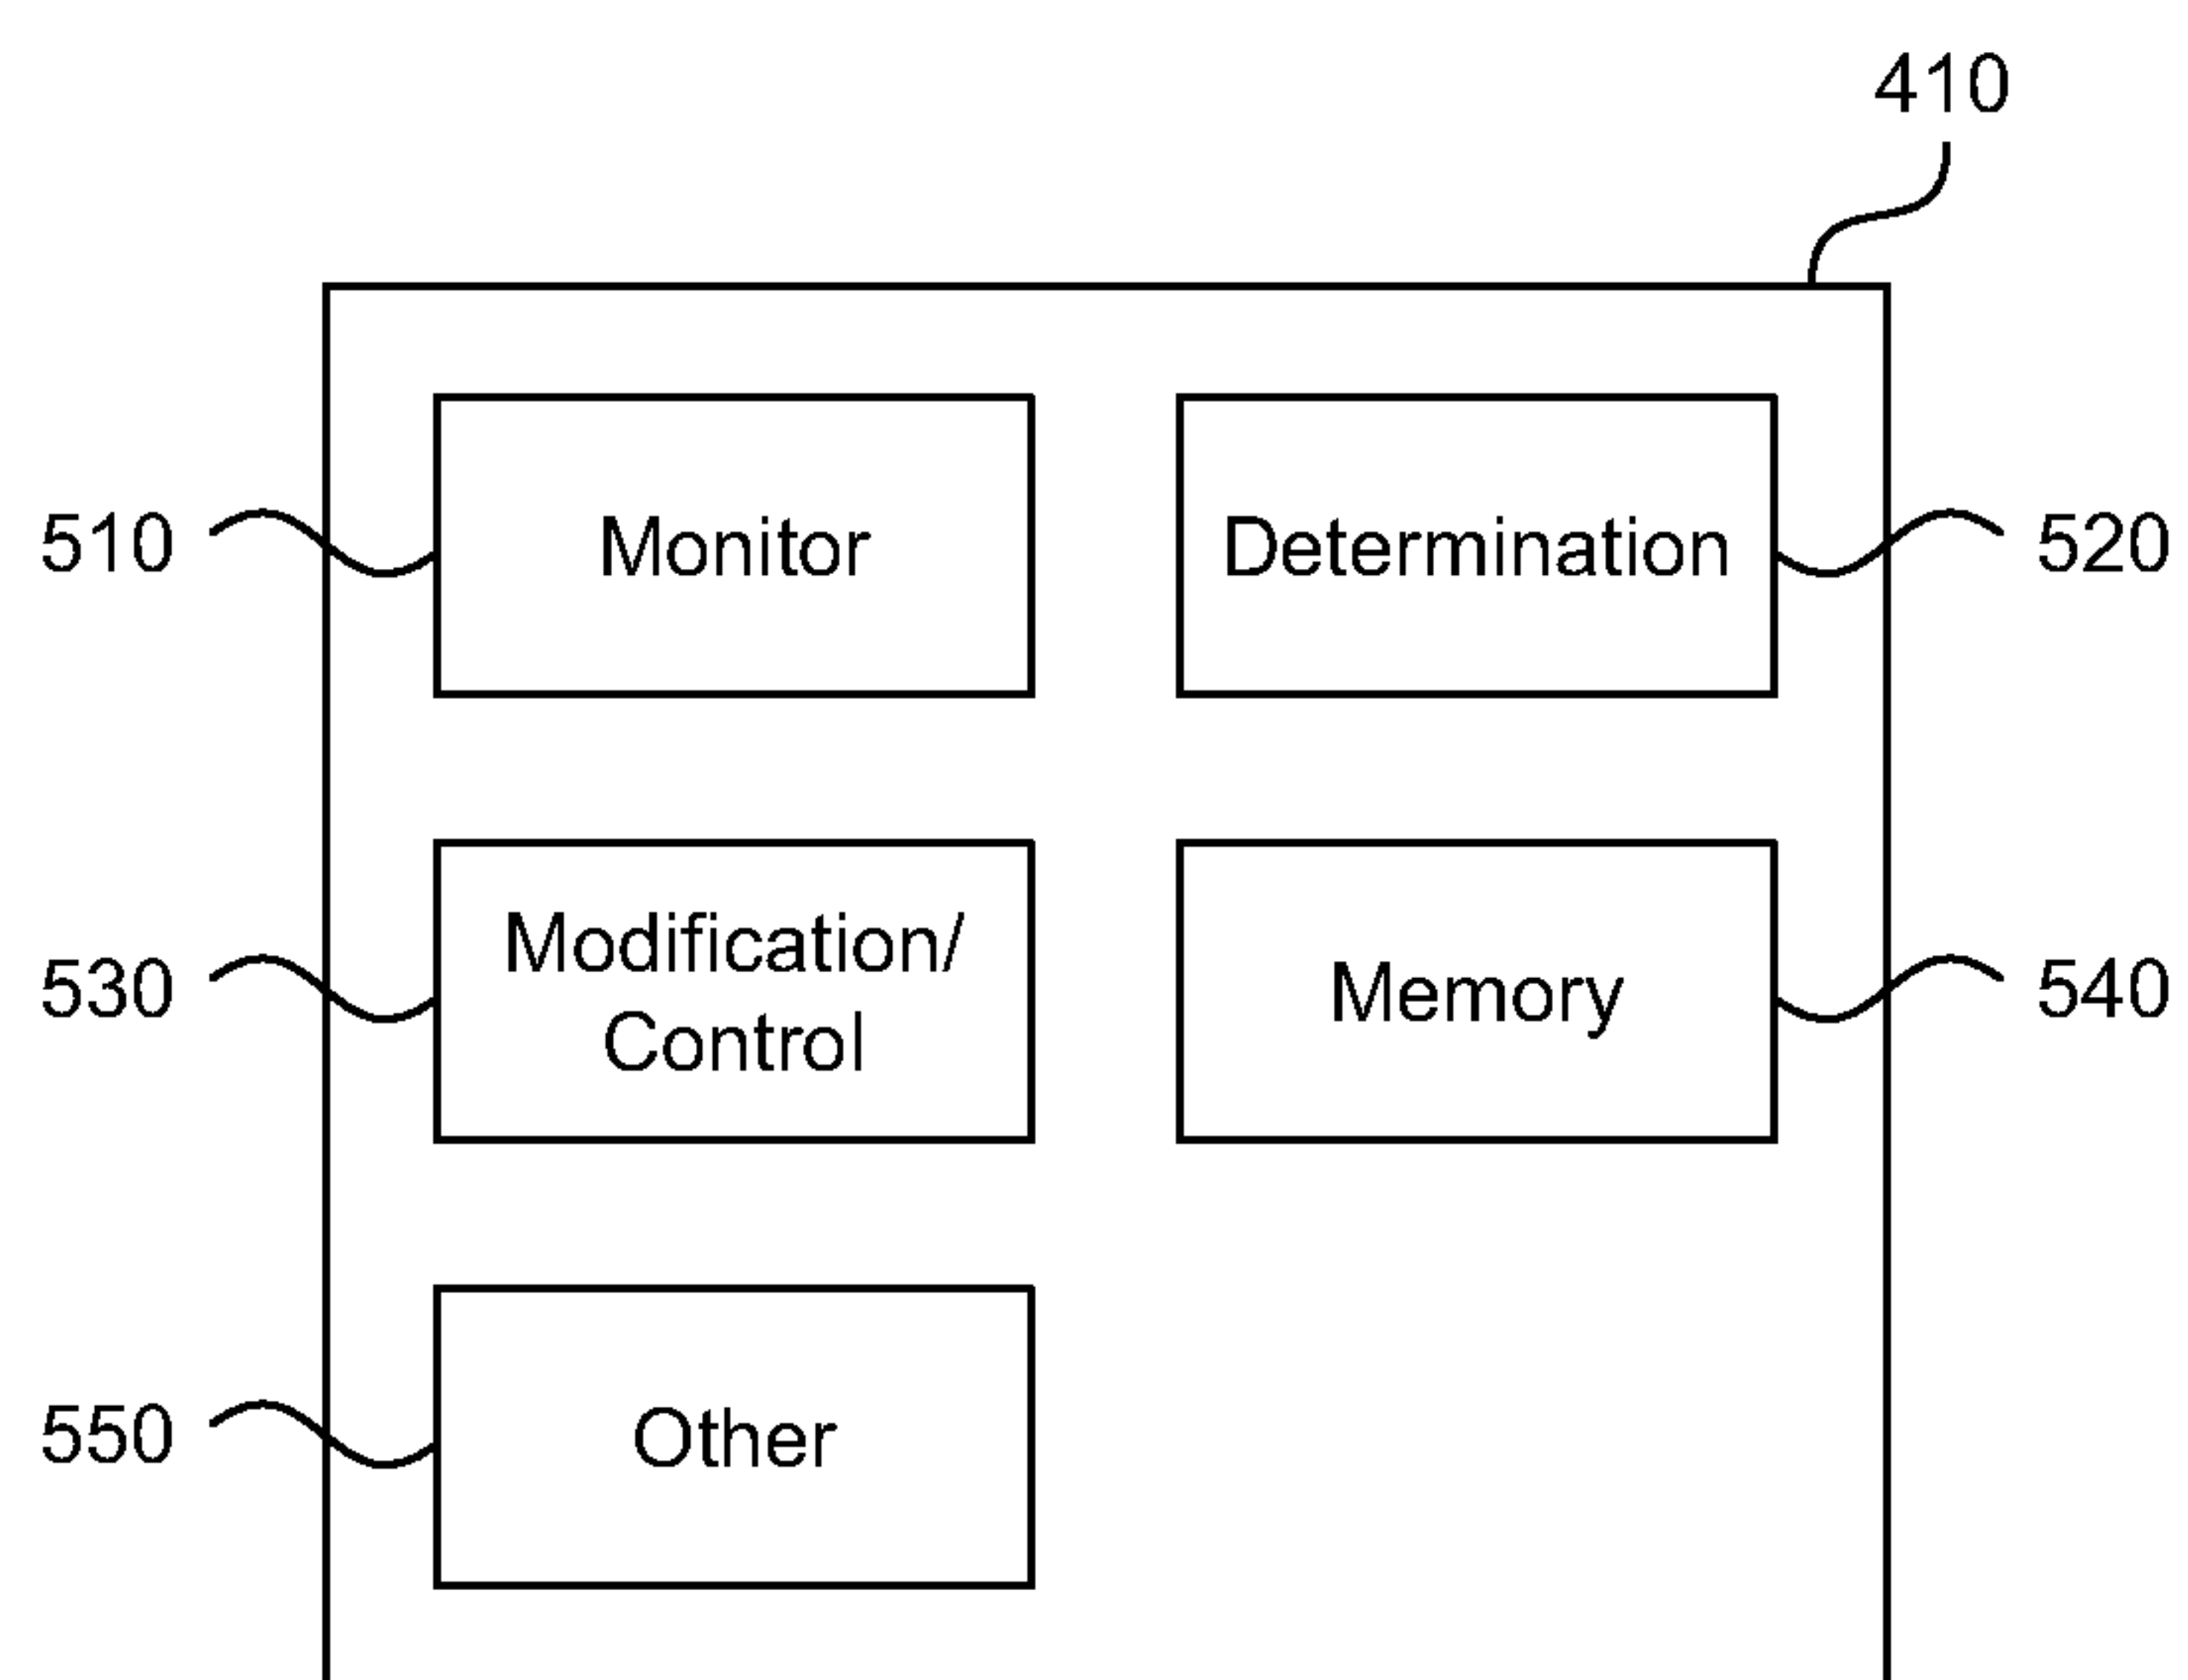 410
510
Monitor
Determination
520
530
Modification/
Control
Memory
540
550
Other